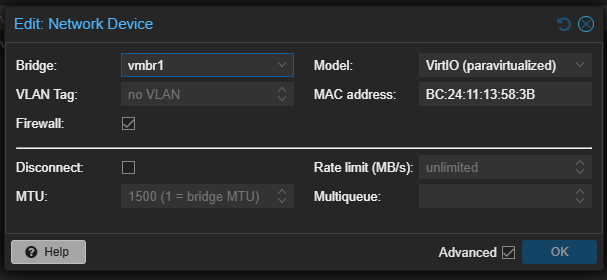 Edit: Network Device
Bridge: vmbr1 Model: VirtIO (paravirtualized)
VLAN Tag: no VLAN MAC address: BC:24:11:13:58:3B
Firewall:
Disconnect: Rate limit (MB/s): unlimited
MTU: 1500 (1 = bridge MTU) Multiqueue:
? Help Advanced OK